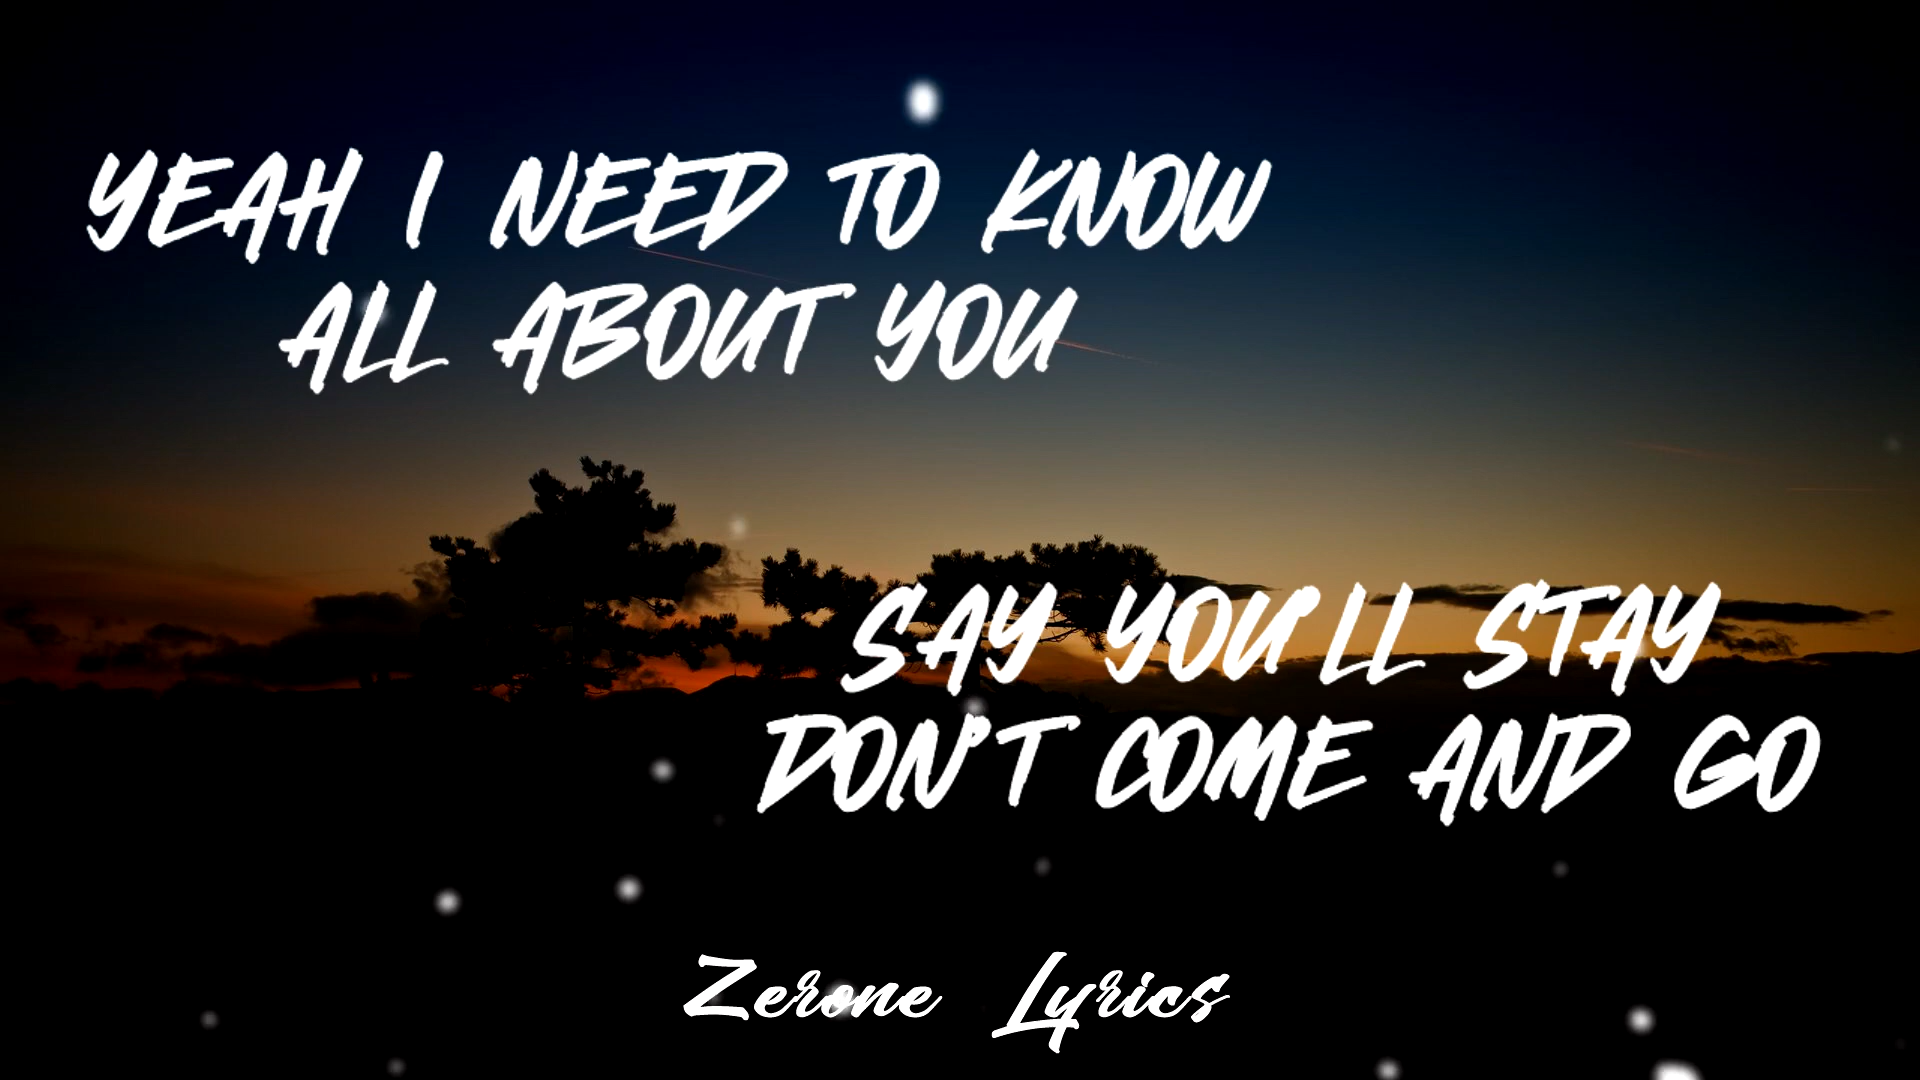 YEAH I NEED TO KNOW
ALL ABOUT YOU
SAY YOU'LL STAY
DON'T COME AND GO
Zerone Lyrics